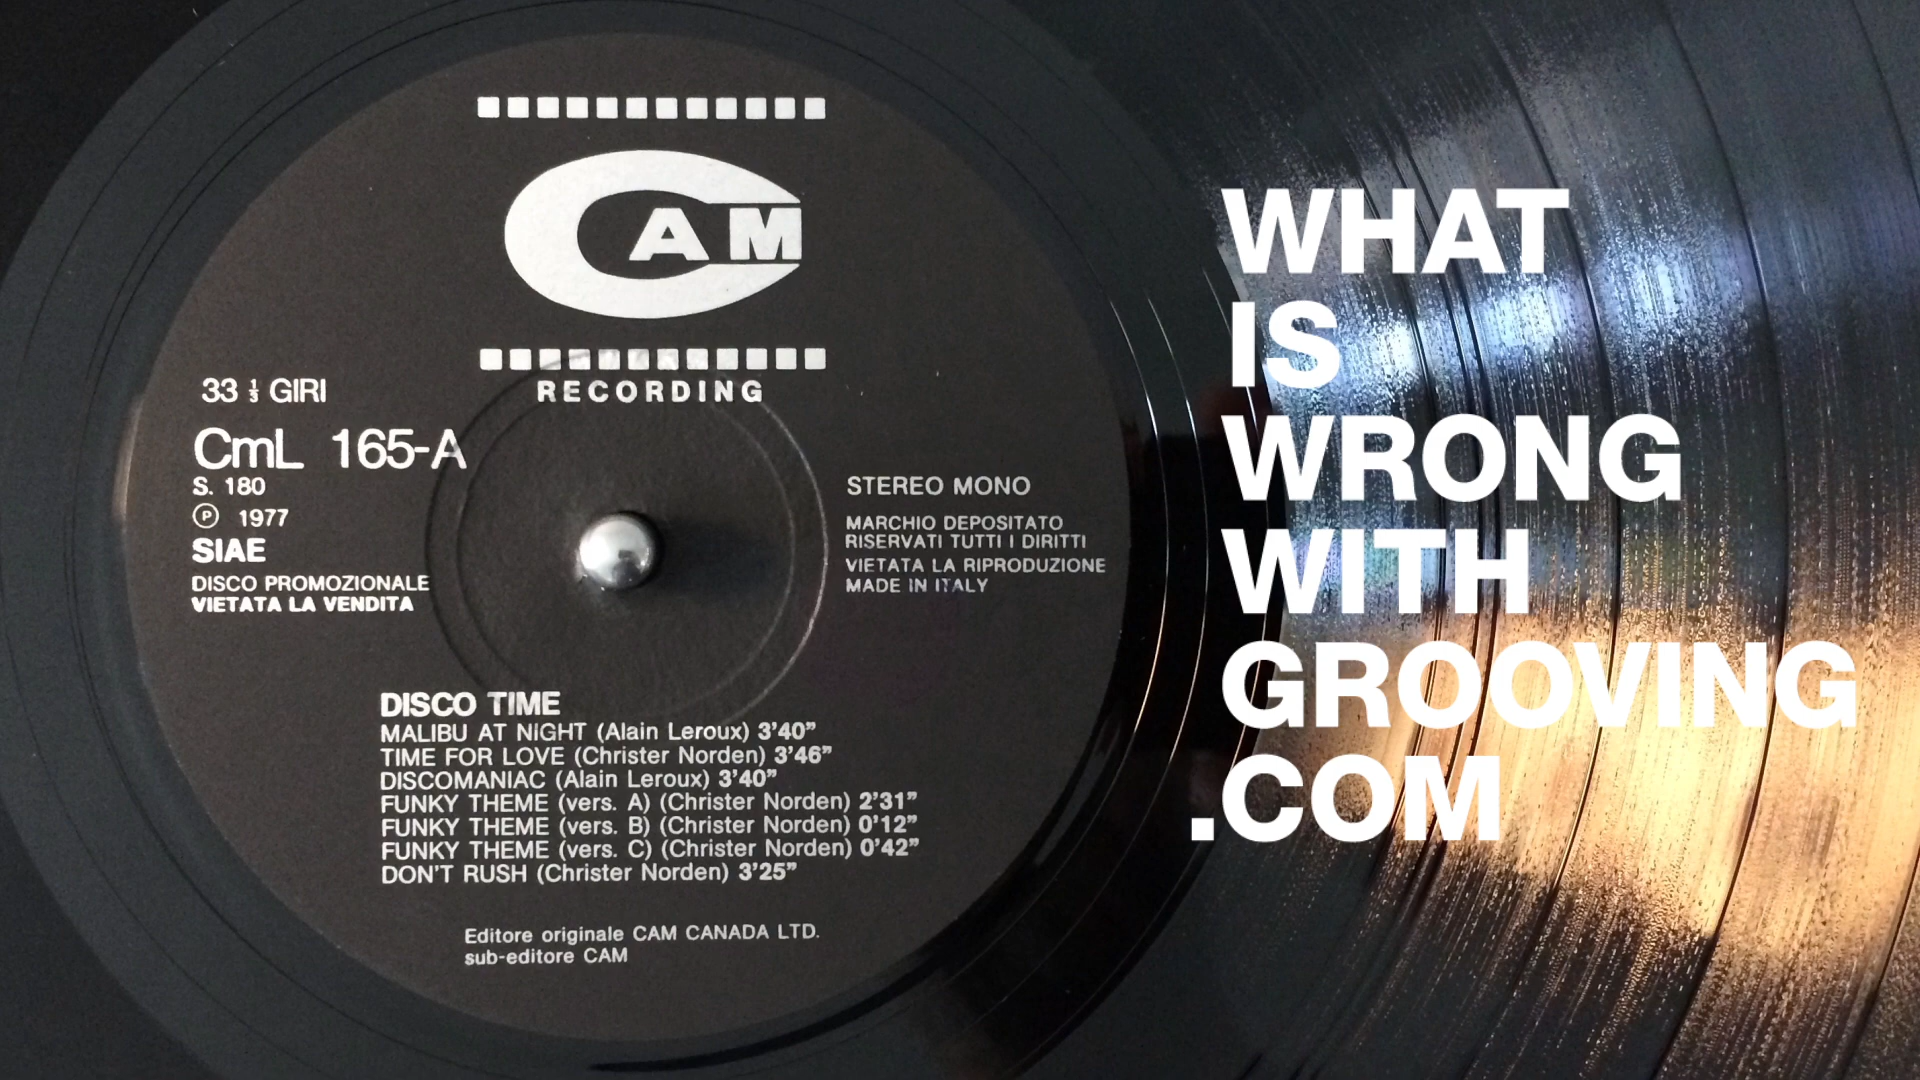 CAM
RECORDING
33 ⅓ GIRI
CmL 165-A
S. 180
Ⓟ 1977
SIAE
DISCO PROMOZIONALE
VIETATA LA VENDITA
STEREO MONO
MARCHIO DEPOSITATO
RISERVATI TUTTI I DIRITTI
VIETATA LA RIPRODUZIONE
MADE IN ITALY
DISCO TIME
MALIBU AT NIGHT (Alain Leroux) 3'40”
TIME FOR LOVE (Christer Norden) 3'46”
DISCOMANIAC (Alain Leroux) 3'40”
FUNKY THEME (vers. A) (Christer Norden) 2'31”
FUNKY THEME (vers. B) (Christer Norden) 0'12”
FUNKY THEME (vers. C) (Christer Norden) 0'42”
DON'T RUSH (Christer Norden) 3'25”
Editore originale CAM CANADA LTD.
sub-editore CAM
WHAT
IS
WRONG
WITH
GROOVING
.COM